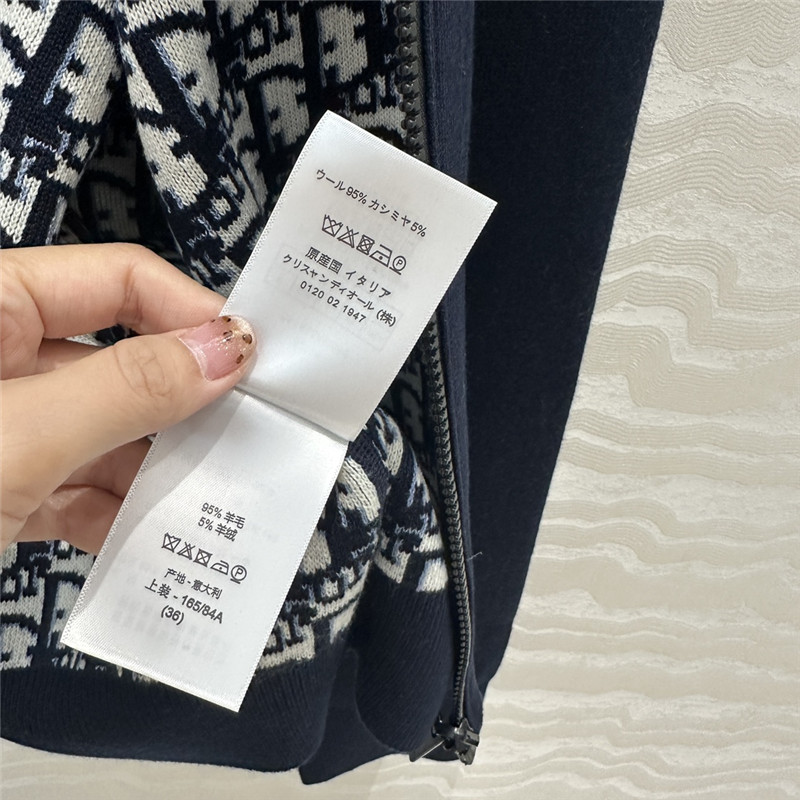 ウール95% カシミヤ5%
P
原産国 イタリア
クリスャンディオール (株)
0120 02 1947
95% 羊毛
5% 羊绒
P
产地 - 意大利
上装 - 165/84A
(36)